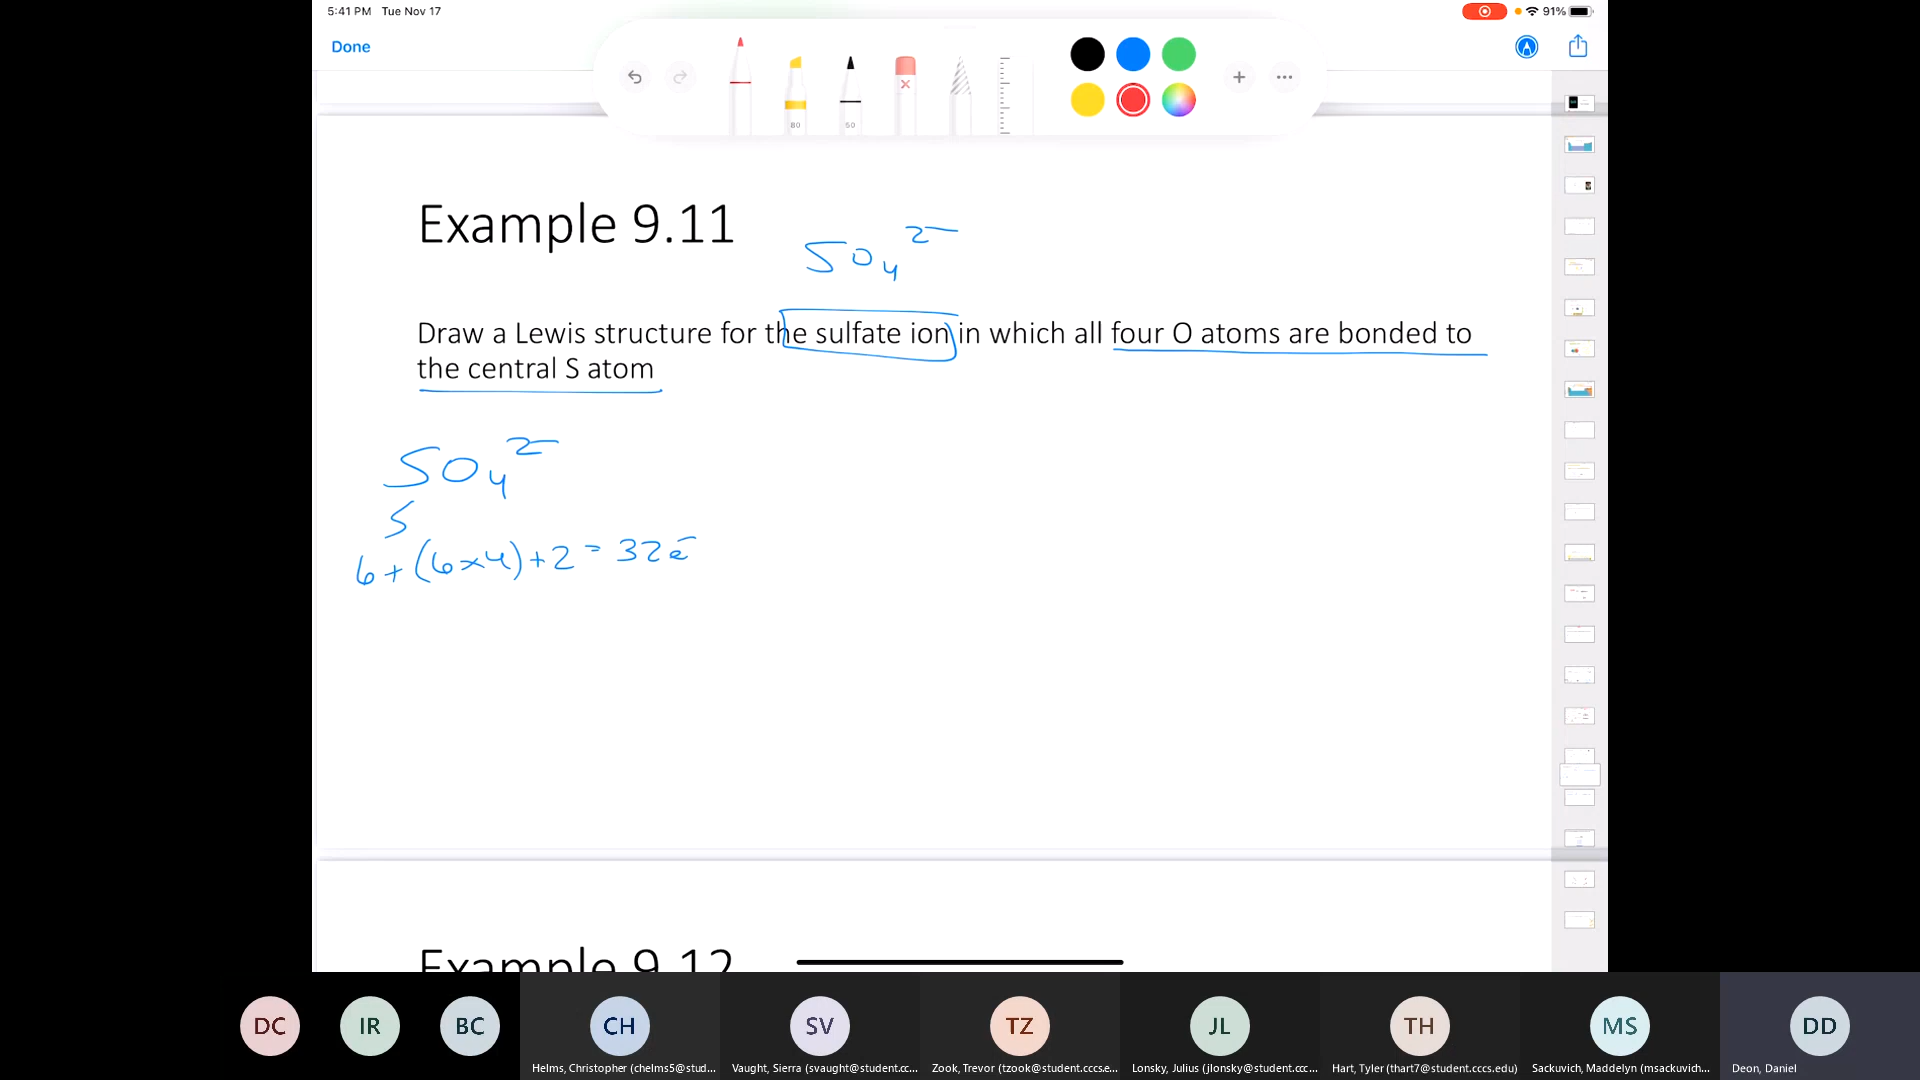 5:41 PM Tue Nov 17
91%
Done
80
50
Example 9.11
SO₄²⁻
Draw a Lewis structure for the sulfate ion in which all four O atoms are bonded to
the central S atom
SO₄²⁻
S
6+(6×4)+2=32e⁻
Example 9.12
DC
IR
BC
CH
SV
TZ
JL
TH
MS
DD
Helms, Christopher (chelms5@stud...
Vaught, Sierra (svaught@student.cc...
Zook, Trevor (tzook@student.cccs.e...
Lonsky, Julius (jlonsky@student.ccc...
Hart, Tyler (thart7@student.cccs.edu)
Sackuvich, Maddelyn (msackuvich...
Deon, Daniel